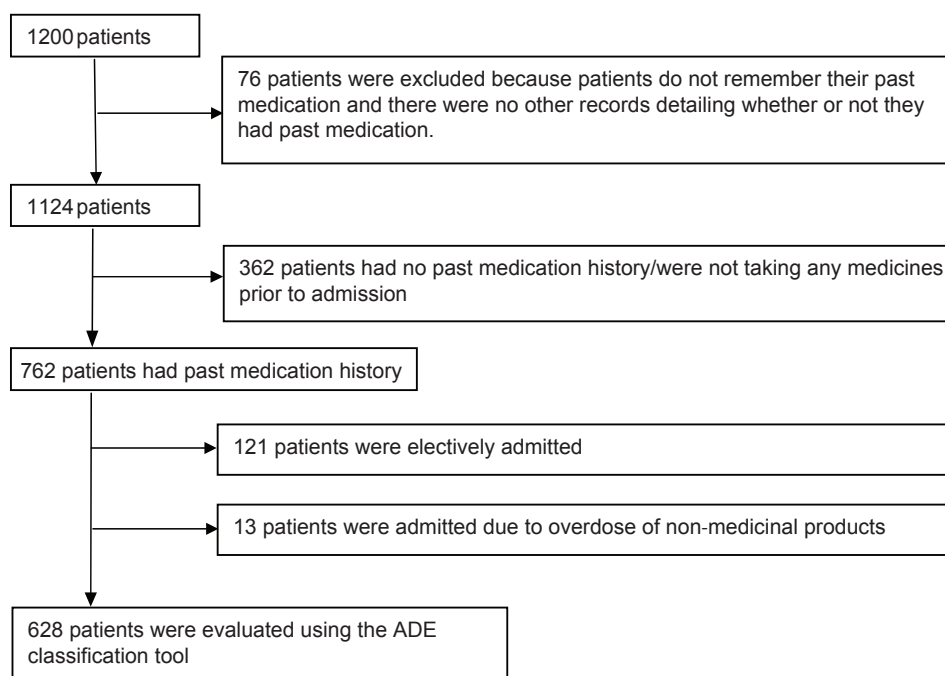 1200 patients
76 patients were excluded because patients do not remember their past
medication and there were no other records detailing whether or not they
had past medication.
1124 patients
362 patients had no past medication history/were not taking any medicines
prior to admission
762 patients had past medication history
121 patients were electively admitted
13 patients were admitted due to overdose of non-medicinal products
628 patients were evaluated using the ADE
classification tool